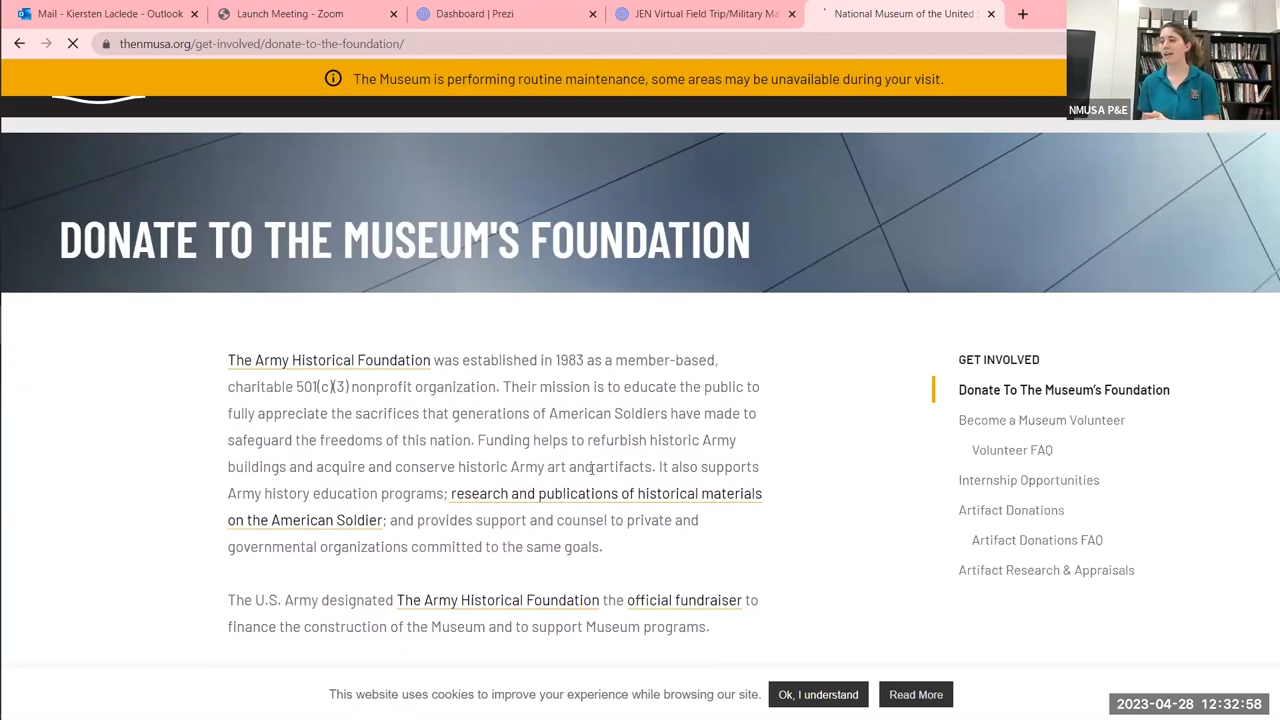 Mail - Kiersten Laclede - Outlook
Launch Meeting - Zoom
Dashboard | Prezi
JEN Virtual Field Trip/Military Ma
National Museum of the United
thenmusa.org/get-involved/donate-to-the-foundation/
The Museum is performing routine maintenance, some areas may be unavailable during your visit.
NMUSA P&E
DONATE TO THE MUSEUM'S FOUNDATION
The Army Historical Foundation was established in 1983 as a member-based,
charitable 501(c)(3) nonprofit organization. Their mission is to educate the public to
fully appreciate the sacrifices that generations of American Soldiers have made to
safeguard the freedoms of this nation. Funding helps to refurbish historic Army
buildings and acquire and conserve historic Army art and artifacts. It also supports
Army history education programs; research and publications of historical materials
on the American Soldier; and provides support and counsel to private and
governmental organizations committed to the same goals.
The U.S. Army designated The Army Historical Foundation the official fundraiser to
finance the construction of the Museum and to support Museum programs.
GET INVOLVED
Donate To The Museum's Foundation
Become a Museum Volunteer
Volunteer FAQ
Internship Opportunities
Artifact Donations
Artifact Donations FAQ
Artifact Research & Appraisals
This website uses cookies to improve your experience while browsing our site.
Ok, I understand
Read More
2023-04-28 12:32:58